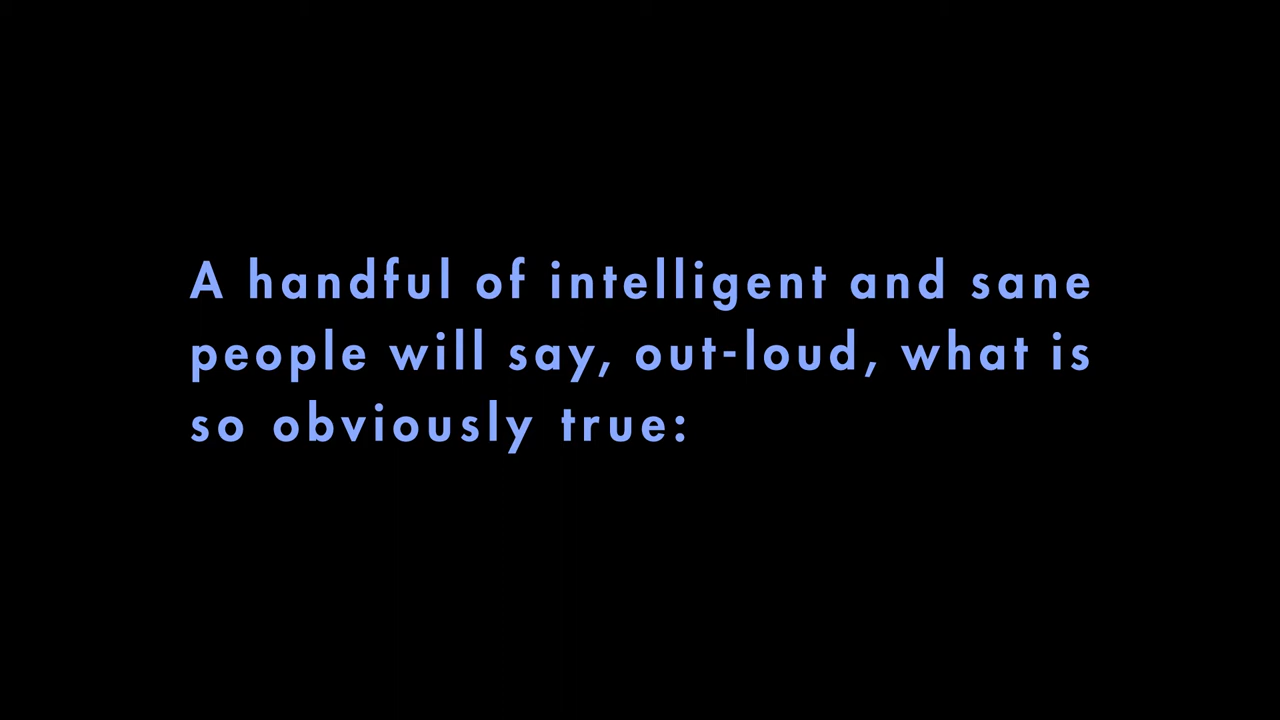 A handful of intelligent and sane
people will say, out-loud, what is
so obviously true: